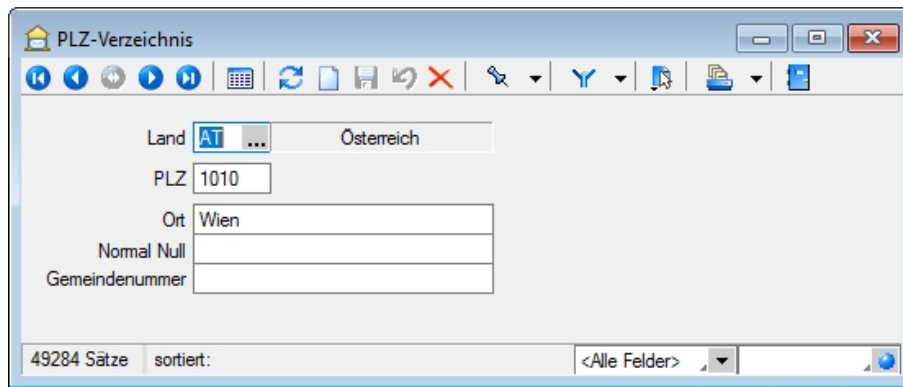 PLZ-Verzeichnis
Land AT ... Österreich
PLZ 1010
Ort Wien
Normal Null
Gemeindenummer
49284 Sätze sortiert: <Alle Felder>